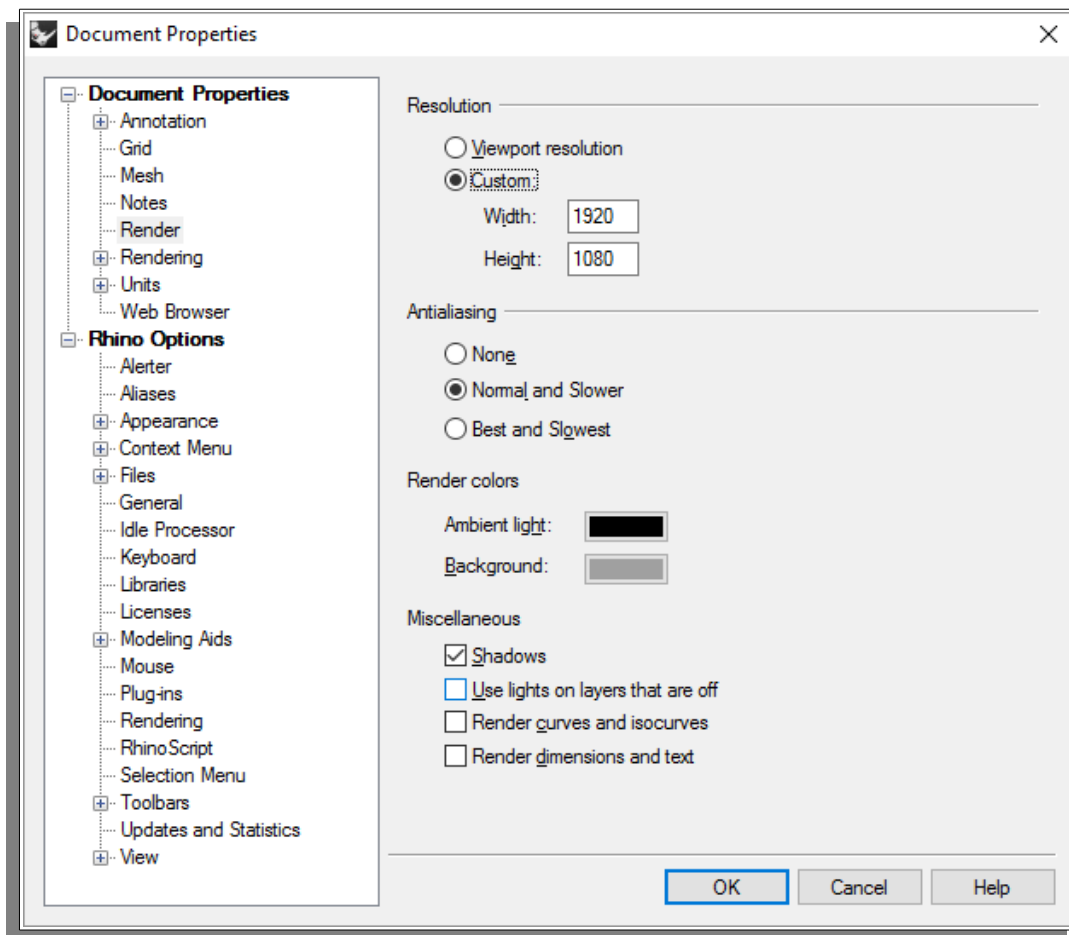 Document Properties
Document Properties
Annotation
Grid
Mesh
Notes
Render
Rendering
Units
Web Browser
Rhino Options
Alerter
Aliases
Appearance
Context Menu
Files
General
Idle Processor
Keyboard
Libraries
Licenses
Modeling Aids
Mouse
Plug-ins
Rendering
RhinoScript
Selection Menu
Toolbars
Updates and Statistics
View
Resolution
Viewport resolution
Custom:
Width: 1920
Height: 1080
Antialiasing
None
Normal and Slower
Best and Slowest
Render colors
Ambient light:
Background:
Miscellaneous
Shadows
Use lights on layers that are off
Render curves and isocurves
Render dimensions and text
OK Cancel Help